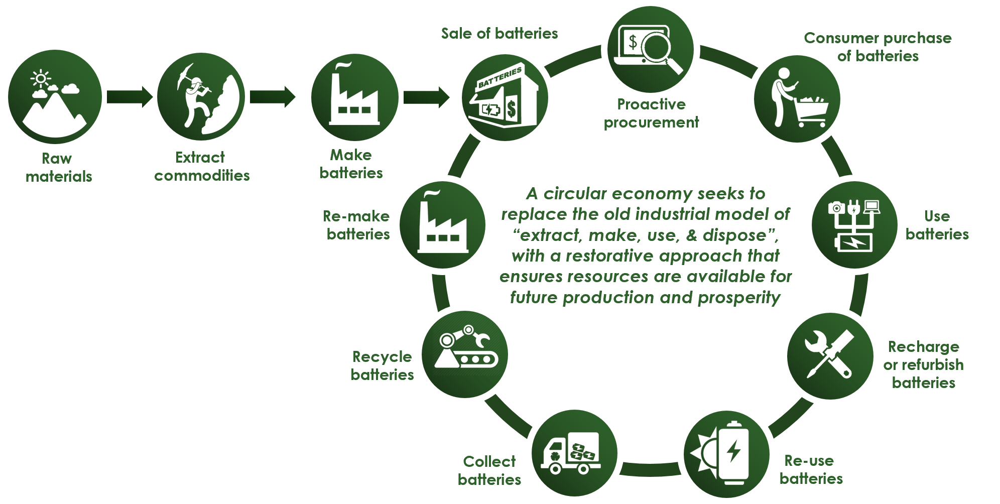 Raw
materials
Extract
commodities
Make
batteries
Sale of batteries
BATTERIES
$
$
Proactive
procurement
Consumer purchase
of batteries
Use
batteries
Recharge
or refurbish
batteries
Re-use
batteries
Collect
batteries
Recycle
batteries
Re-make
batteries
A circular economy seeks to
replace the old industrial model of
“extract, make, use, & dispose”,
with a restorative approach that
ensures resources are available for
future production and prosperity